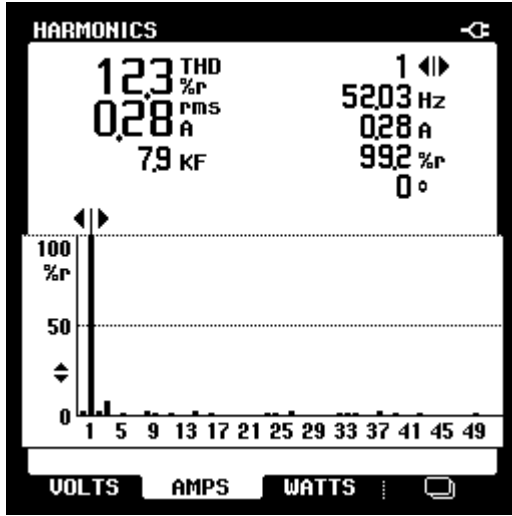 HARMONICS
12,3 THD %r
1
0,28 rms A
52,03 Hz
0,28 A
7,9 KF
99,2 %r
0 °
100
%r
50
0
1 5 9 13 17 21 25 29 33 37 41 45 49
VOLTS AMPS WATTS